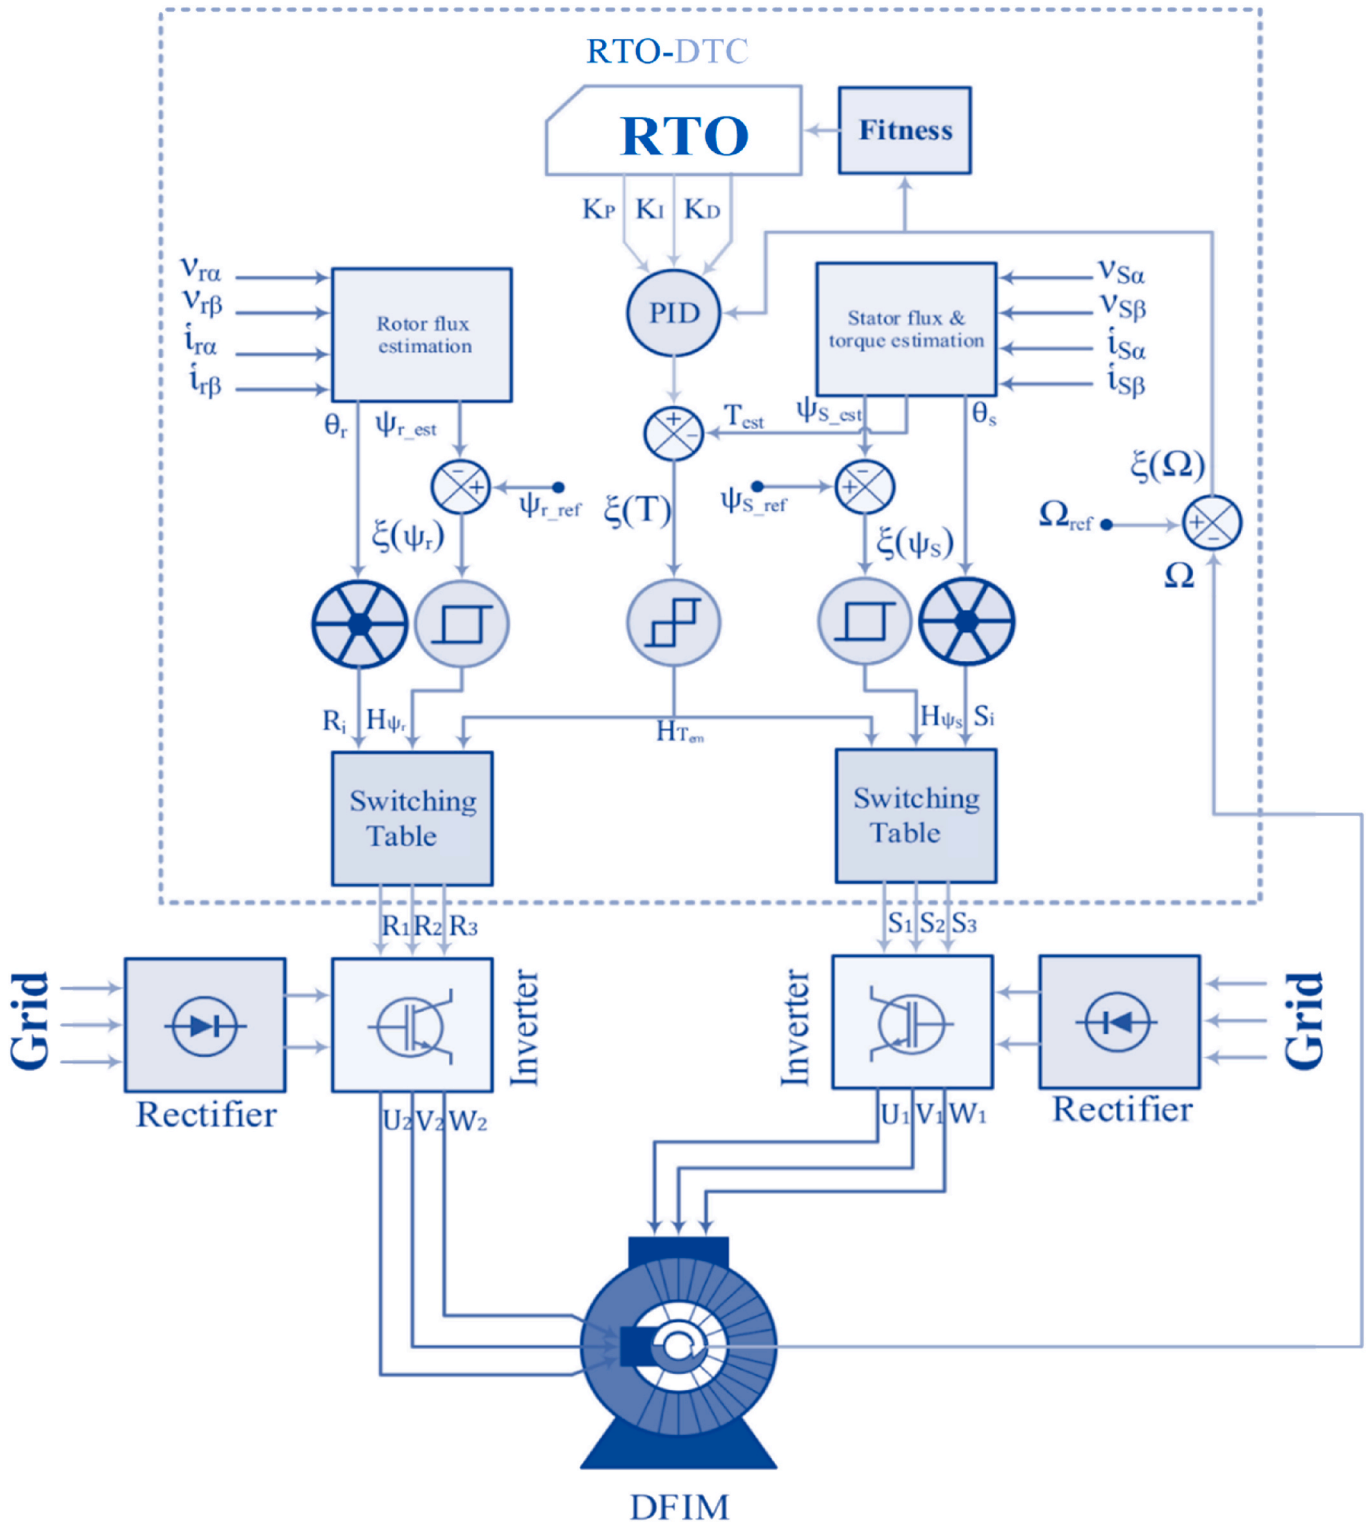 RTO-DTC
RTO
Fitness
KP KI KD
νrα
νrβ
irα
irβ
Rotor flux
estimation
PID
Stator flux &
torque estimation
νSα
νSβ
iSα
iSβ
θr ψr_est
Test
ψS_est
θs
+ -
- +
ψr_ref
ξ(T)
ψS_ref
- +
ξ(Ω)
Ωref
+ -
Ω
ξ(ψr)
ξ(ψS)
Ri Hψr
HTem
HψS Si
Switching
Table
Switching
Table
R1 R2 R3
S1 S2 S3
Grid
Rectifier
Inverter
Inverter
Rectifier
Grid
U2 V2 W2
U1 V1 W1
DFIM